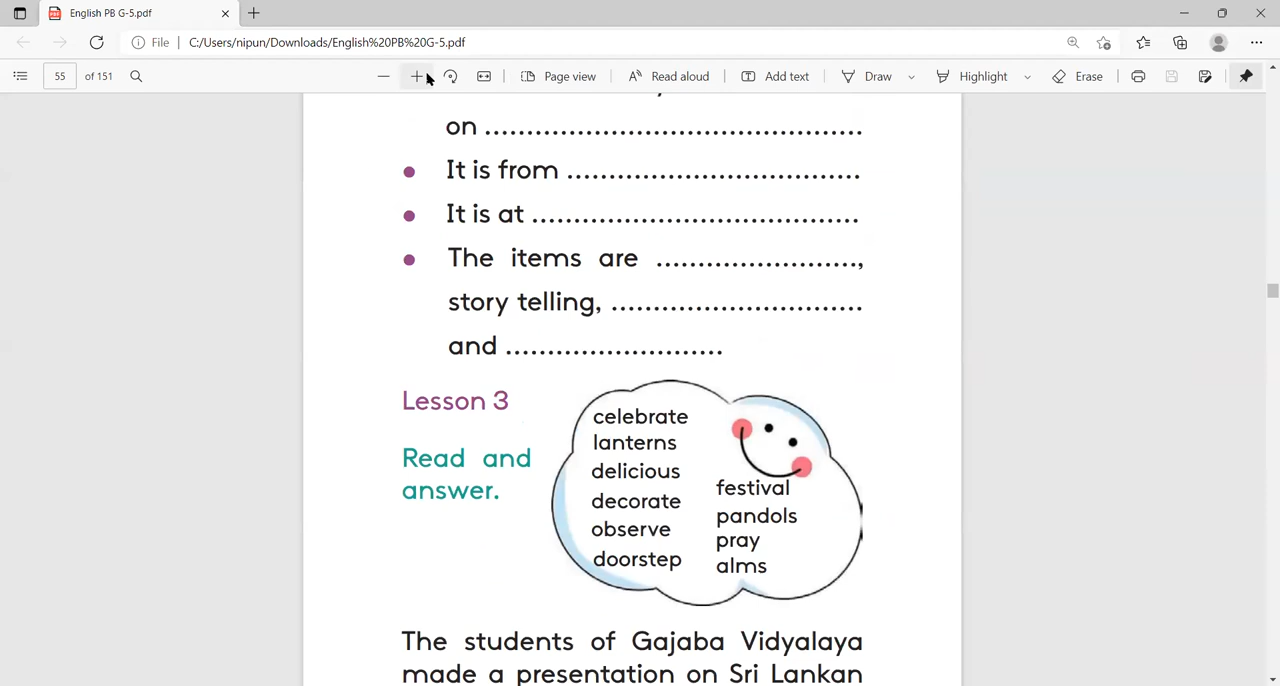 English PB G-5.pdf
File | C:/Users/nipun/Downloads/English%20PB%20G-5.pdf
55 of 151
Page view
Read aloud
Add text
Draw
Highlight
Erase
on .............................................
It is from ...................................
It is at .......................................
The items are ........................,
story telling, ..............................
and ..........................
Lesson 3
Read and
answer.
celebrate
lanterns
delicious
decorate
observe
doorstep
festival
pandols
pray
alms
The students of Gajaba Vidyalaya
made a presentation on Sri Lankan